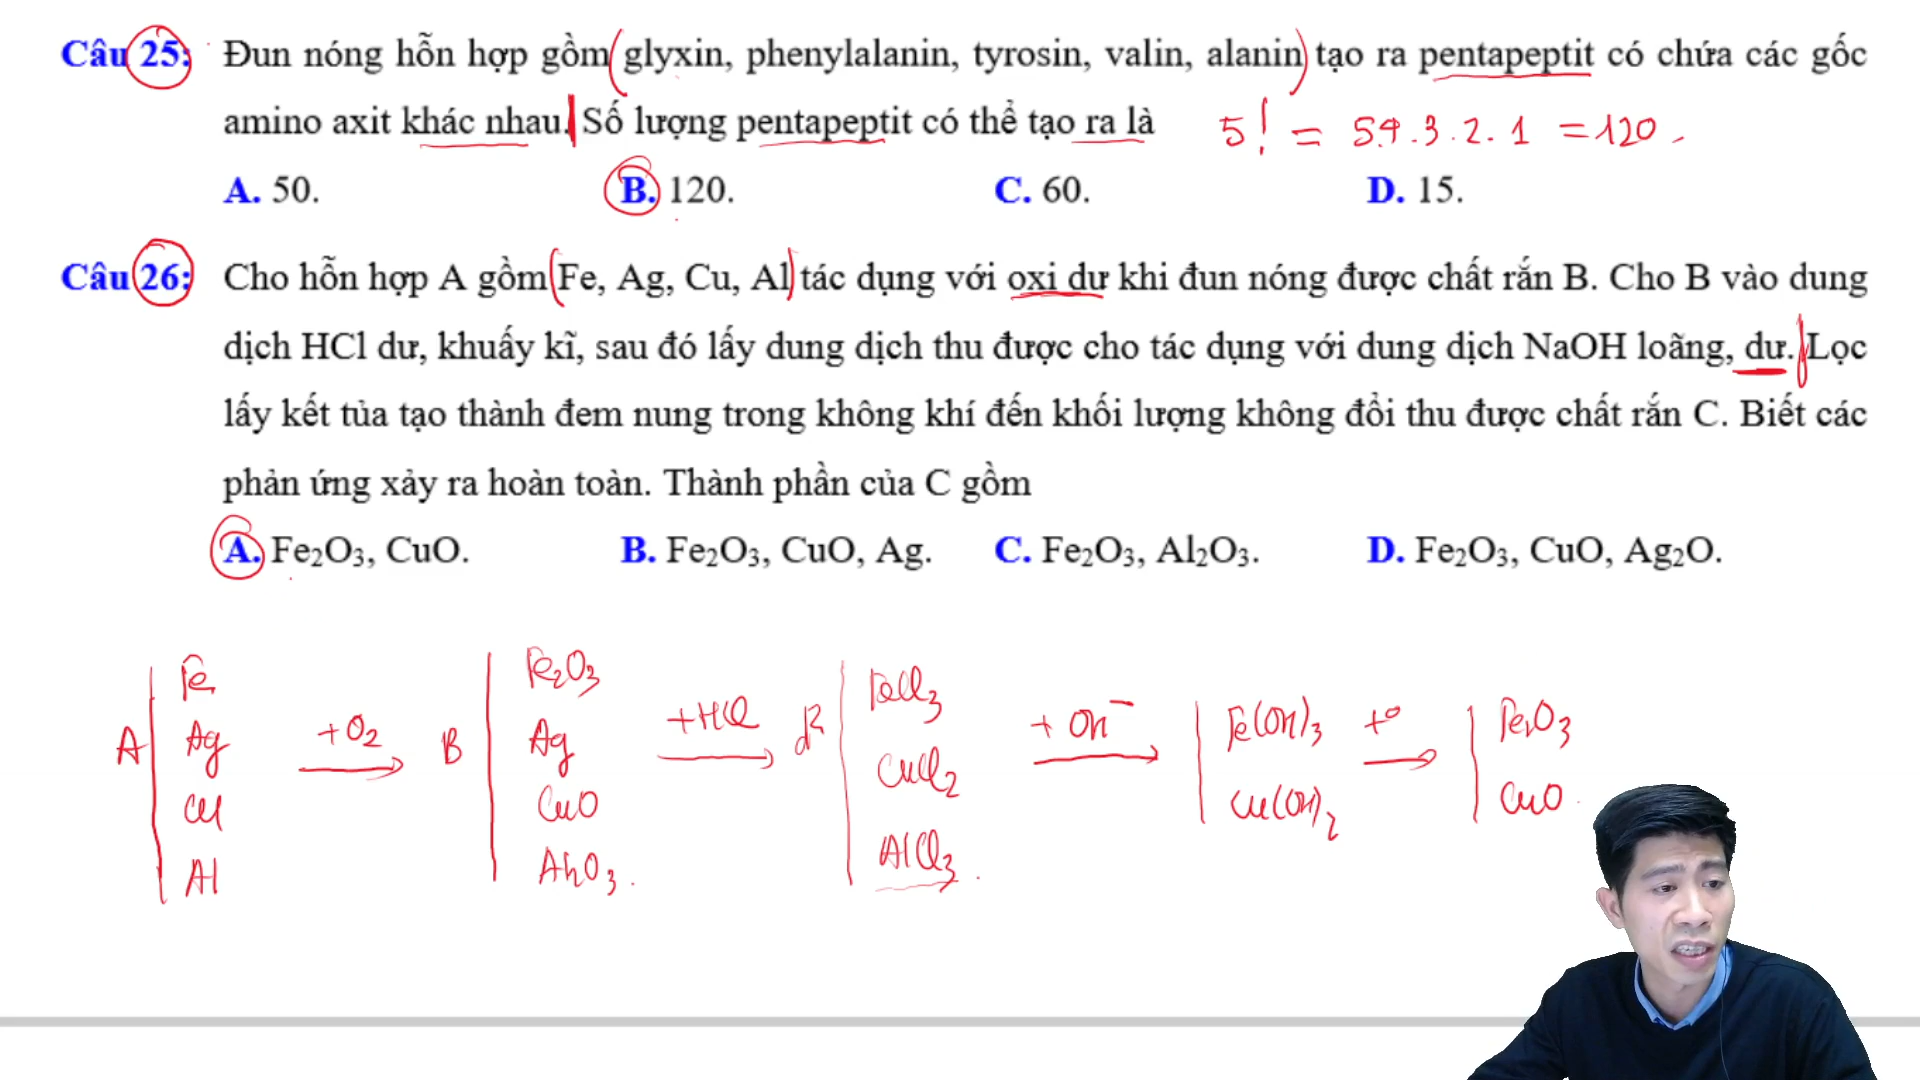 Câu 25: Đun nóng hỗn hợp gồm (glyxin, phenylalanin, tyrosin, valin, alanin) tạo ra pentapeptit có chứa các gốc
amino axit khác nhau. Số lượng pentapeptit có thể tạo ra là 5! = 5.4.3.2.1 = 120.
A. 50. B. 120. C. 60. D. 15.
Câu 26: Cho hỗn hợp A gồm (Fe, Ag, Cu, Al) tác dụng với oxi dư khi đun nóng được chất rắn B. Cho B vào dung
dịch HCl dư, khuấy kĩ, sau đó lấy dung dịch thu được cho tác dụng với dung dịch NaOH loãng, dư. Lọc
lấy kết tủa tạo thành đem nung trong không khí đến khối lượng không đổi thu được chất rắn C. Biết các
phản ứng xảy ra hoàn toàn. Thành phần của C gồm
A. Fe₂O₃, CuO. B. Fe₂O₃, CuO, Ag. C. Fe₂O₃, Al₂O₃. D. Fe₂O₃, CuO, Ag₂O.
A
Fe
Ag
Cu
Al
+O₂
B
Fe₂O₃
Ag
CuO
Al₂O₃.
+HCl
FeCl₃
CuCl₂
AlCl₃.
+ OH⁻
Fe(OH)₃
Cu(OH)₂
t°
Fe₂O₃
CuO